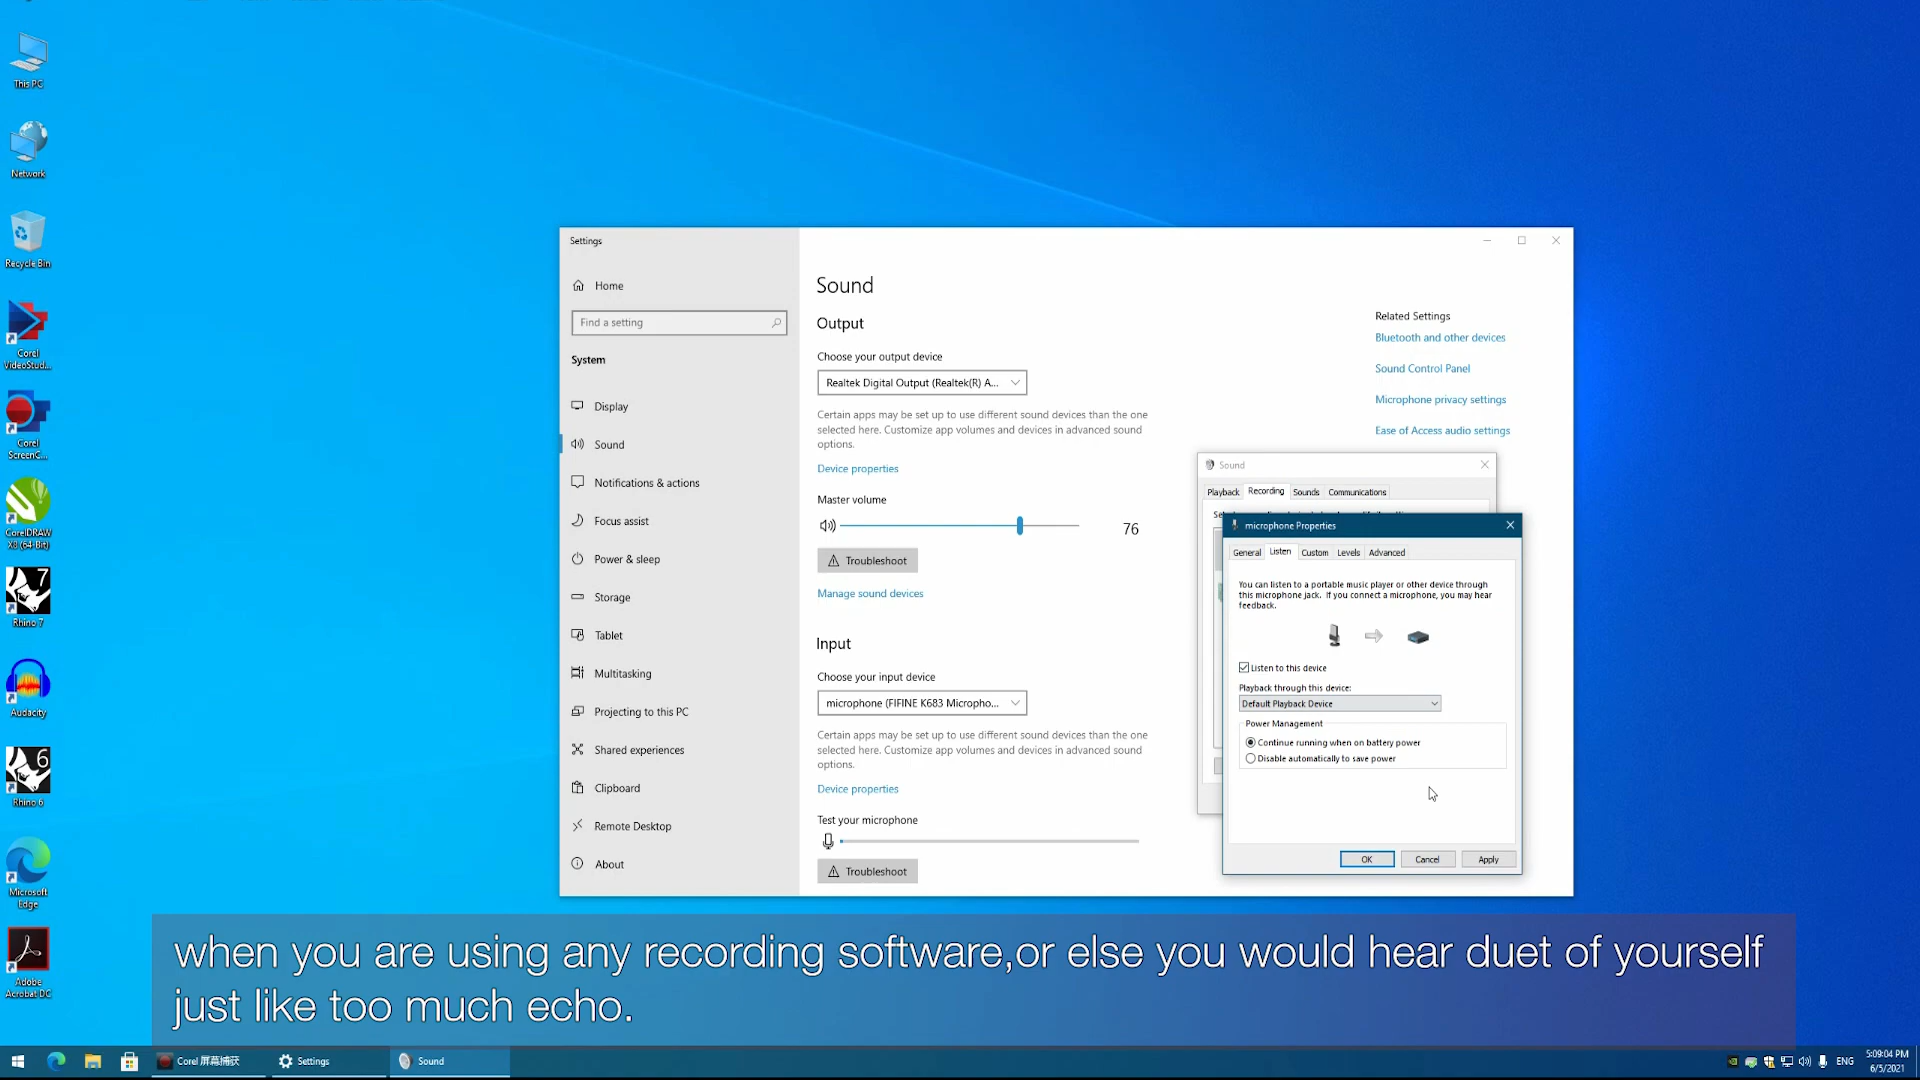 This PC
Network
Recycle Bin
Corel
VideoStud...
Corel
ScreenC...
CorelDRAW
X8 (64-Bit)
7
Rhino 7
Audacity
6
Rhino 6
Microsoft
Edge
Adobe
Acrobat DC
Settings
Home
Find a setting
System
Display
Sound
Notifications & actions
Focus assist
Power & sleep
Storage
Tablet
Multitasking
Projecting to this PC
Shared experiences
Clipboard
Remote Desktop
About
Sound
Output
Choose your output device
Realtek Digital Output (Realtek(R) A...
Certain apps may be set up to use different sound devices than the one
selected here. Customize app volumes and devices in advanced sound
options.
Device properties
Master volume
76
Troubleshoot
Manage sound devices
Input
Choose your input device
microphone (FIFINE K683 Micropho...
Certain apps may be set up to use different sound devices than the one
selected here. Customize app volumes and devices in advanced sound
options.
Device properties
Test your microphone
Troubleshoot
Related Settings
Bluetooth and other devices
Sound Control Panel
Microphone privacy settings
Ease of Access audio settings
Sound
Playback Recording Sounds Communications
microphone Properties
General Listen Custom Levels Advanced
You can listen to a portable music player or other device through
this microphone jack. If you connect a microphone, you may hear
feedback.
Listen to this device
Playback through this device:
Default Playback Device
Power Management
Continue running when on battery power
Disable automatically to save power
OK Cancel Apply
when you are using any recording software,or else you would hear duet of yourself
just like too much echo.
Corel 屏幕捕获
Settings
Sound
ENG
5:09:04 PM
6/5/2021